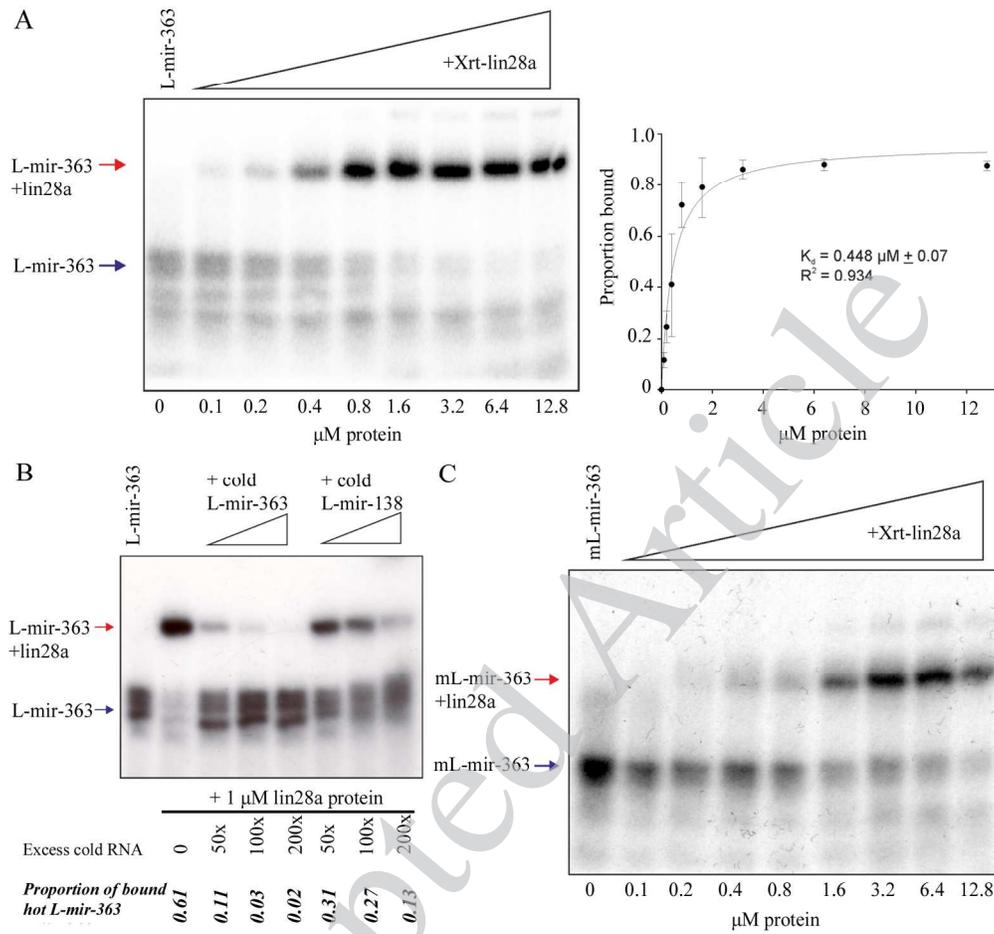 A
L-mir-363
+Xrt-lin28a
L-mir-363
+lin28a
L-mir-363
0 0.1 0.2 0.4 0.8 1.6 3.2 6.4 12.8
μM protein
1.0
0.8
0.6
0.4
0.2
0
Proportion bound
Kd = 0.448 μM ± 0.07
R² = 0.934
0 2 4 6 8 10 12
μM protein
B
L-mir-363
+ cold
L-mir-363
+ cold
L-mir-138
L-mir-363
+lin28a
L-mir-363
+ 1 μM lin28a protein
Excess cold RNA 0 50x 100x 200x 50x 100x 200x
Proportion of bound
hot L-mir-363
0.61 0.11 0.03 0.02 0.31 0.27 0.13
C
mL-mir-363
+Xrt-lin28a
mL-mir-363
+lin28a
mL-mir-363
0 0.1 0.2 0.4 0.8 1.6 3.2 6.4 12.8
μM protein
pted Article